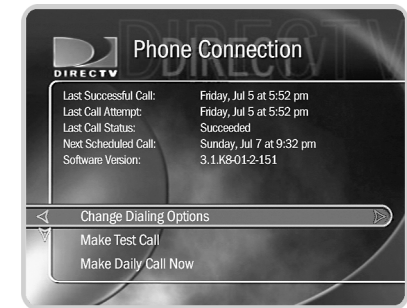 DIRECTV
Phone Connection
DIRECTV
Last Successful Call: Friday, Jul 5 at 5:52 pm
Last Call Attempt: Friday, Jul 5 at 5:52 pm
Last Call Status: Succeeded
Next Scheduled Call: Sunday, Jul 7 at 9:32 pm
Software Version: 3.1.K8-01-2-151
Change Dialing Options
Make Test Call
Make Daily Call Now